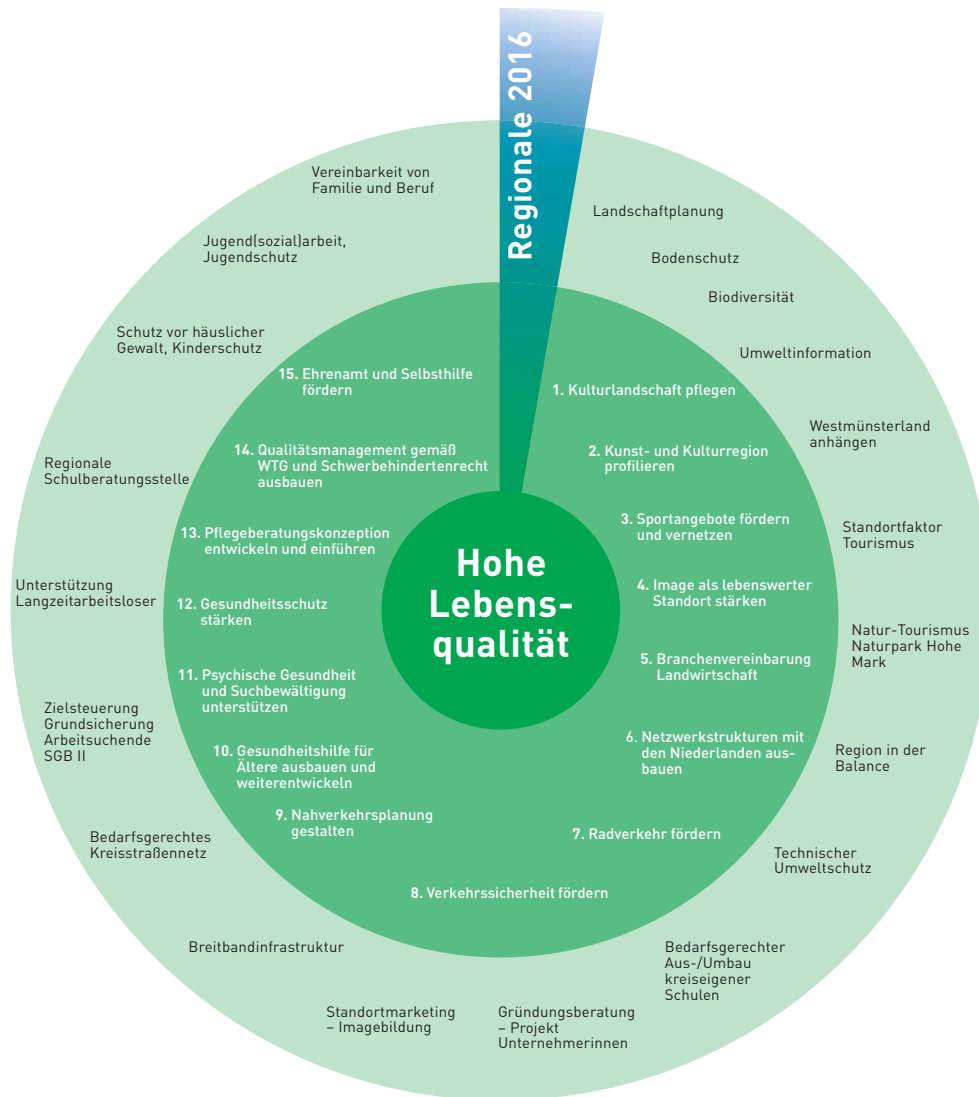 Regionale 2016
Landschaftplanung
Bodenschutz
Biodiversität
Umweltinformation
Westmünsterland
anhängen
Standortfaktor
Tourismus
Natur-Tourismus
Naturpark Hohe
Mark
Region in der
Balance
Technischer
Umweltschutz
Bedarfsgerechter
Aus-/Umbau
kreiseigener
Schulen
Gründungsberatung
– Projekt
Unternehmerinnen
Standortmarketing
– Imagebildung
Breitbandinfrastruktur
Bedarfsgerechtes
Kreisstraßennetz
Zielsteuerung
Grundsicherung
Arbeitsuchende
SGB II
Unterstützung
Langzeitarbeitsloser
Regionale
Schulberatungsstelle
Schutz vor häuslicher
Gewalt, Kinderschutz
Jugend(sozial)arbeit,
Jugendschutz
Vereinbarkeit von
Familie und Beruf
1. Kulturlandschaft pflegen
2. Kunst- und Kulturregion
profilieren
3. Sportangebote fördern
und vernetzen
4. Image als lebenswerter
Standort stärken
5. Branchenvereinbarung
Landwirtschaft
6. Netzwerkstrukturen mit
den Niederlanden aus-
bauen
7. Radverkehr fördern
8. Verkehrssicherheit fördern
9. Nahverkehrsplanung
gestalten
10. Gesundheitshilfe für
Ältere ausbauen und
weiterentwickeln
11. Psychische Gesundheit
und Suchbewältigung
unterstützen
12. Gesundheitsschutz
stärken
13. Pflegeberatungskonzeption
entwickeln und einführen
14. Qualitätsmanagement gemäß
WTG und Schwerbehindertenrecht
ausbauen
15. Ehrenamt und Selbsthilfe
fördern
Hohe
Lebens-
qualität